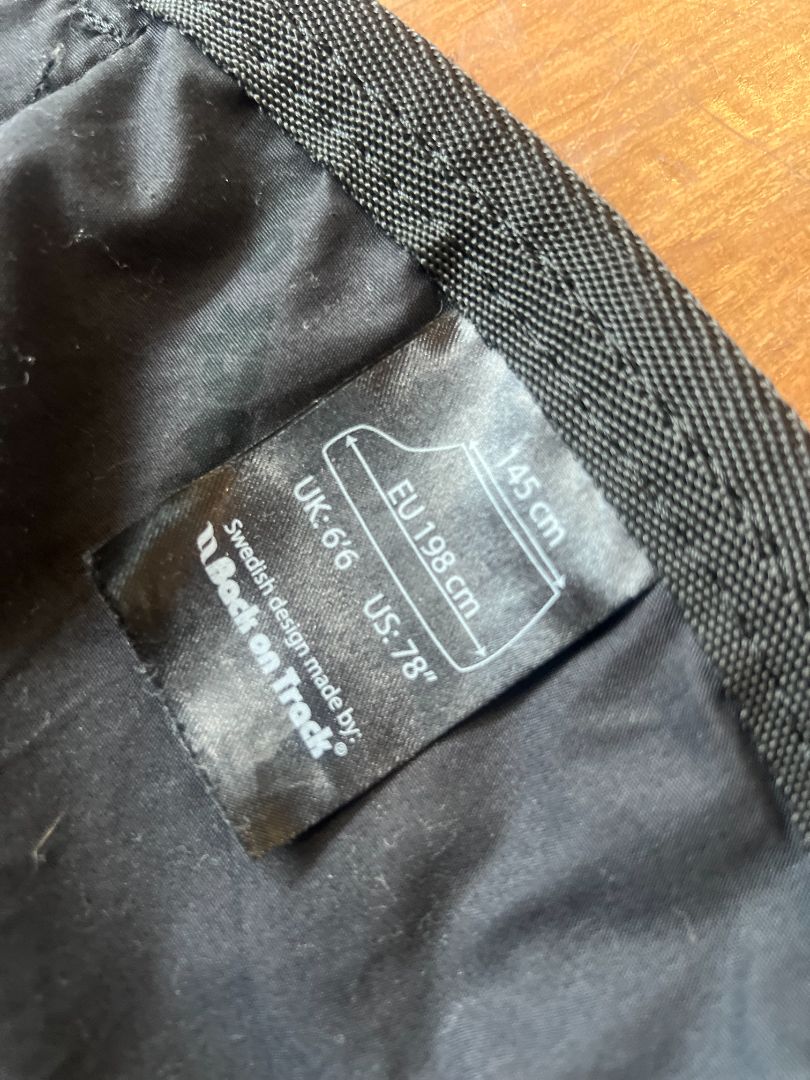 145 cm
EU 198 cm
UK: 6'6 US: 78"
Swedish design made by:
Back on Track®